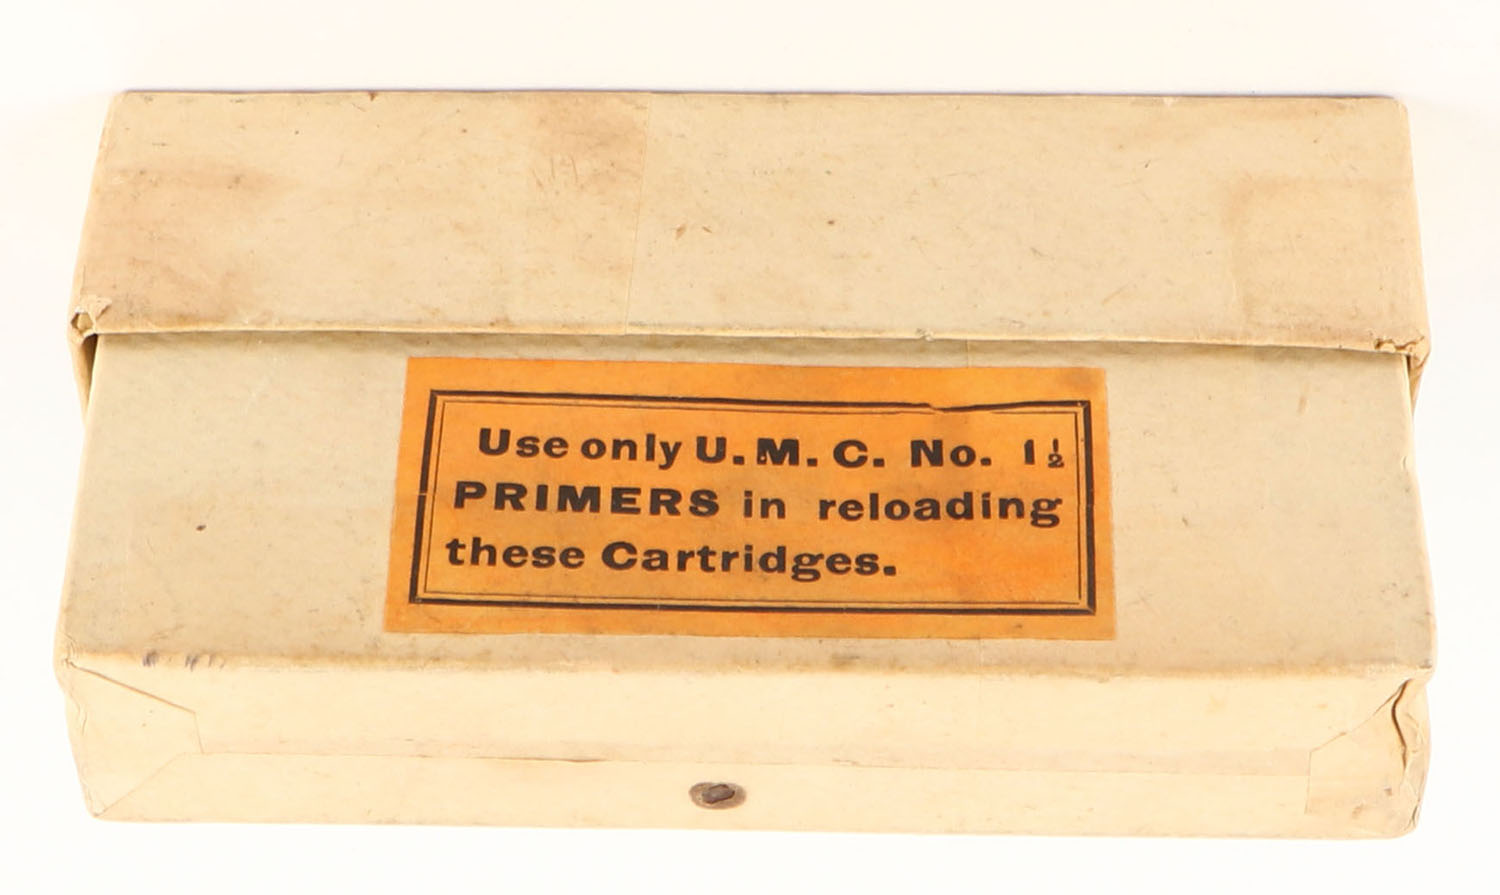 Use only U. M. C. No. 1½
PRIMERS in reloading
these Cartridges.